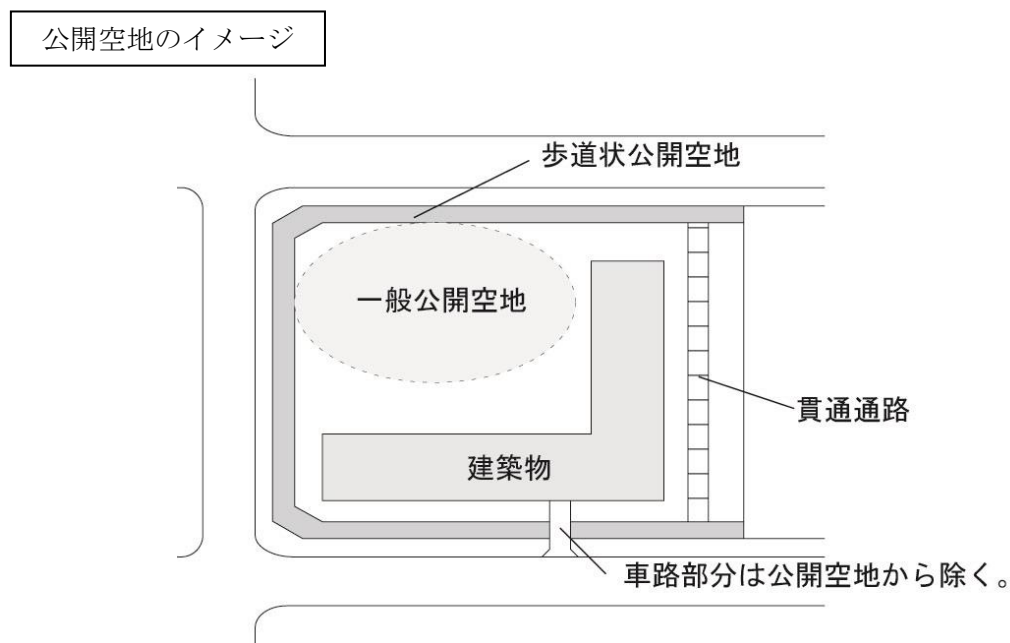 公開空地のイメージ
歩道状公開空地
一般公開空地
貫通通路
建築物
車路部分は公開空地から除く。